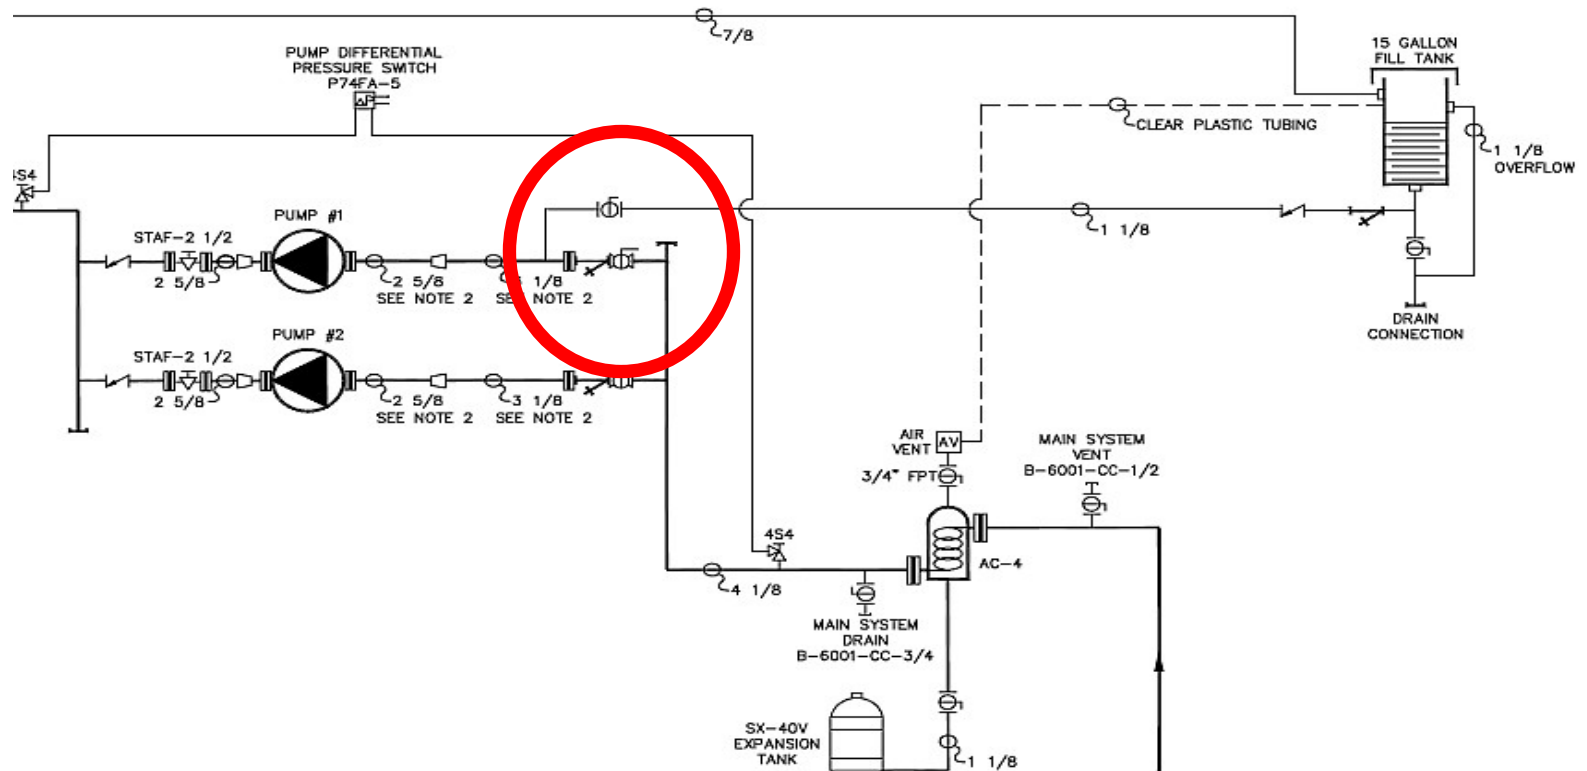 7/8
15 GALLON
FILL TANK
PUMP DIFFERENTIAL
PRESSURE SWITCH
P74FA-5
ΔP
CLEAR PLASTIC TUBING
1 1/8
OVERFLOW
4S4
PUMP #1
STAF-2 1/2
2 5/8
2 5/8
SEE NOTE 2
1/8
SEE NOTE 2
1 1/8
DRAIN
CONNECTION
PUMP #2
STAF-2 1/2
2 5/8
2 5/8
SEE NOTE 2
3 1/8
SEE NOTE 2
AIR
VENT
AV
3/4" FPT
MAIN SYSTEM
VENT
B-6001-CC-1/2
4S4
AC-4
4 1/8
MAIN SYSTEM
DRAIN
B-6001-CC-3/4
SX-40V
EXPANSION
TANK
1 1/8